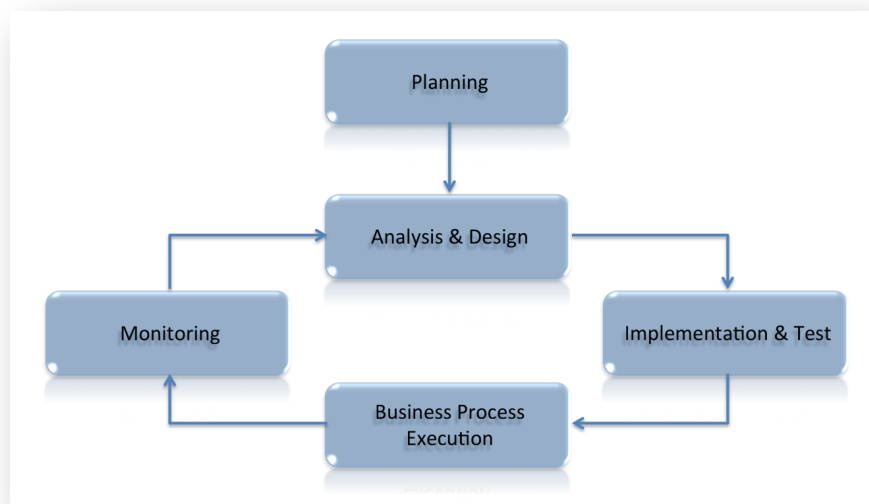 Planning
Analysis & Design
Monitoring
Implementation & Test
Business Process
Execution